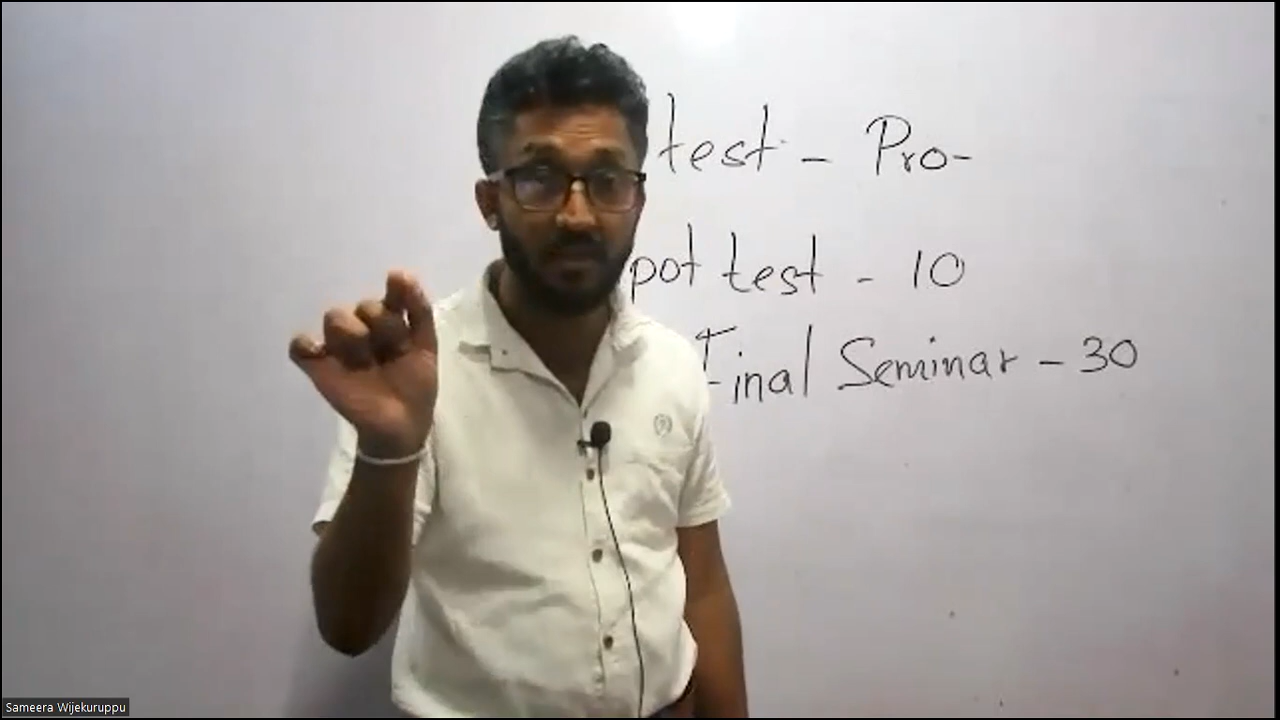 test - Pro-
pot test - 10
Final Seminar - 30
Sameera Wijekuruppu